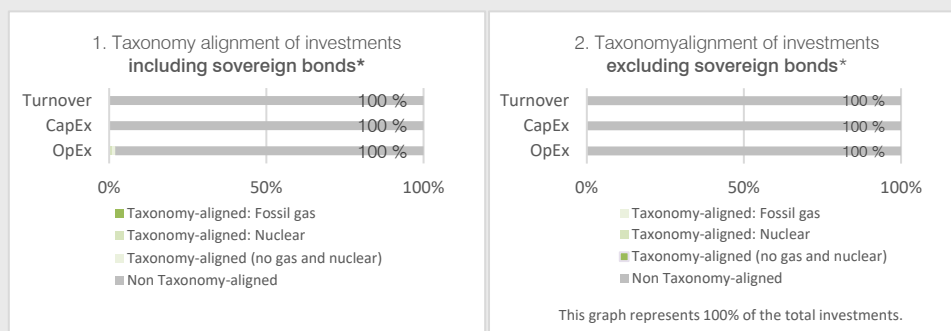 1. Taxonomy alignment of investments
including sovereign bonds*
Turnover 100 %
CapEx 100 %
OpEx 100 %
0% 50% 100%
Taxonomy-aligned: Fossil gas
Taxonomy-aligned: Nuclear
Taxonomy-aligned (no gas and nuclear)
Non Taxonomy-aligned
2. Taxonomyalignment of investments
excluding sovereign bonds*
Turnover 100 %
CapEx 100 %
OpEx 100 %
0% 50% 100%
Taxonomy-aligned: Fossil gas
Taxonomy-aligned: Nuclear
Taxonomy-aligned (no gas and nuclear)
Non Taxonomy-aligned
This graph represents 100% of the total investments.